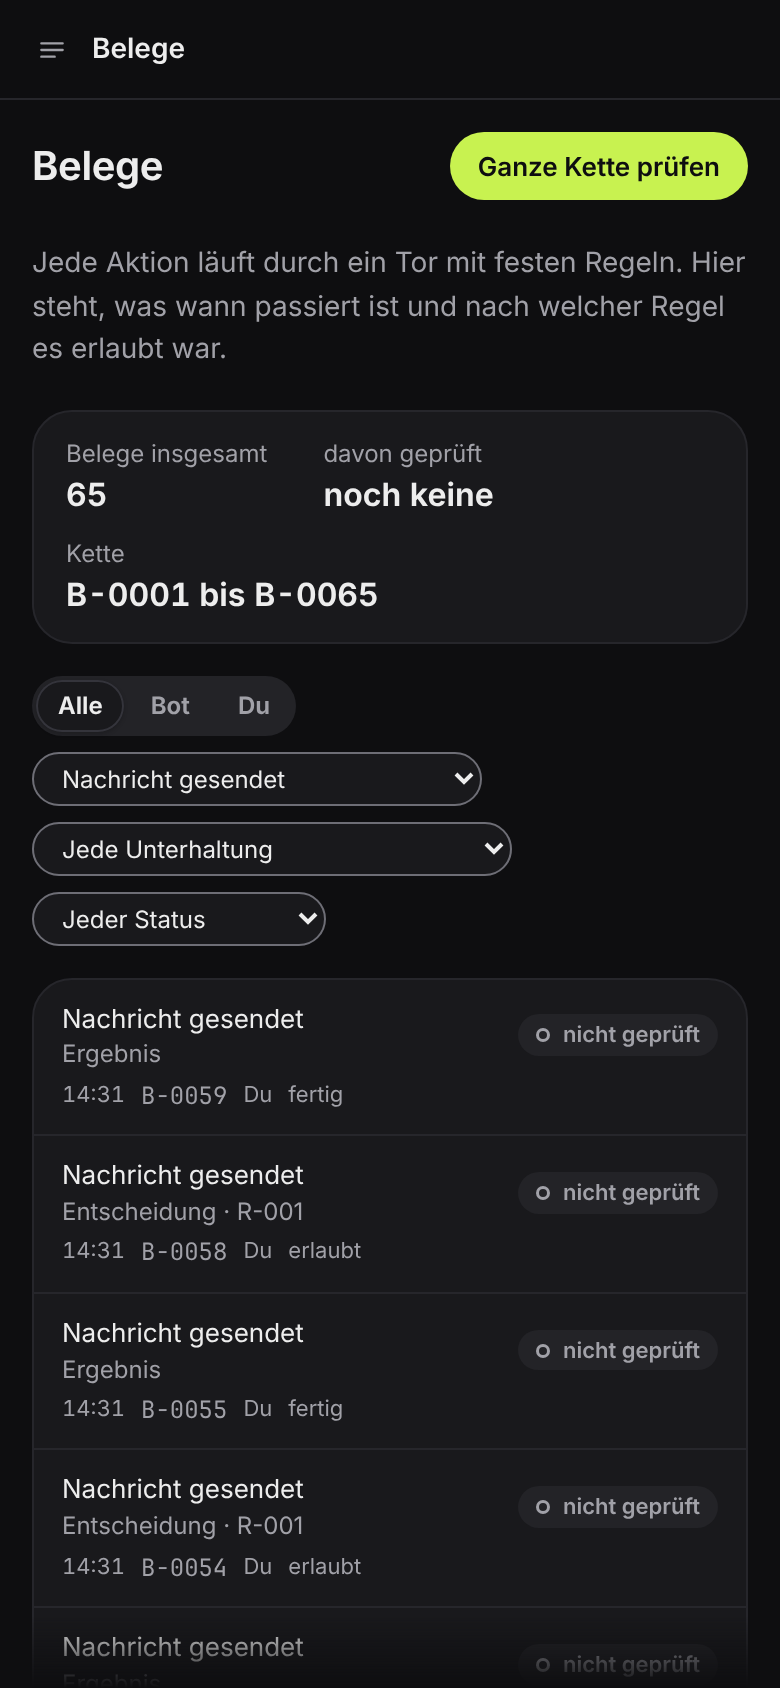 Belege
Belege
Ganze Kette prüfen
Jede Aktion läuft durch ein Tor mit festen Regeln. Hier
steht, was wann passiert ist und nach welcher Regel
es erlaubt war.
Belege insgesamt
65
davon geprüft
noch keine
Kette
B-0001 bis B-0065
Alle Bot Du
Nachricht gesendet
Jede Unterhaltung
Jeder Status
Nachricht gesendet
Ergebnis
14:31 B-0059 Du fertig
nicht geprüft
Nachricht gesendet
Entscheidung · R-001
14:31 B-0058 Du erlaubt
nicht geprüft
Nachricht gesendet
Ergebnis
14:31 B-0055 Du fertig
nicht geprüft
Nachricht gesendet
Entscheidung · R-001
14:31 B-0054 Du erlaubt
nicht geprüft
Nachricht gesendet
Ergebnis
nicht geprüft